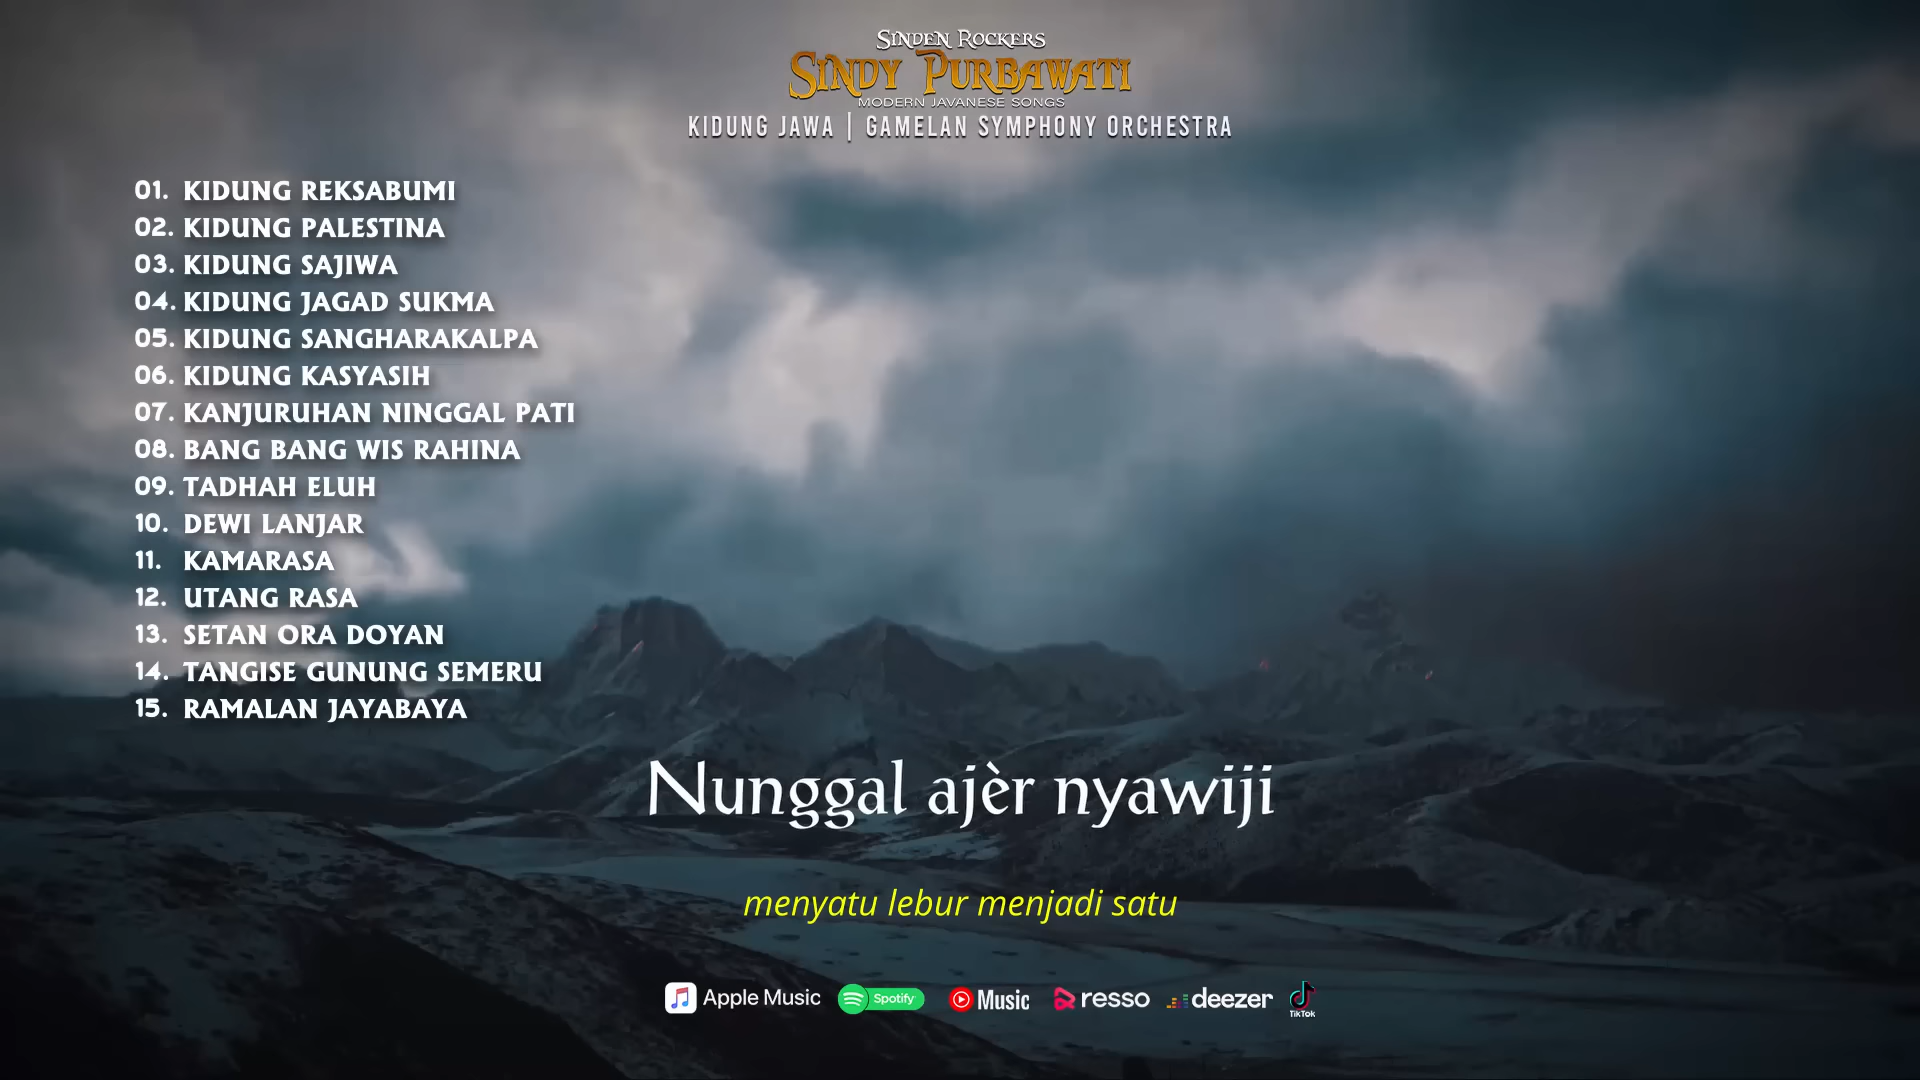 SINDEN ROCKERS
SINDY PURBAWATI
MODERN JAVANESE SONGS
KIDUNG JAWA | GAMELAN SYMPHONY ORCHESTRA
01. KIDUNG REKSABUMI
02. KIDUNG PALESTINA
03. KIDUNG SAJIWA
04. KIDUNG JAGAD SUKMA
05. KIDUNG SANGHARAKALPA
06. KIDUNG KASYASIH
07. KANJURUHAN NINGGAL PATI
08. BANG BANG WIS RAHINA
09. TADHAH ELUH
10. DEWI LANJAR
11. KAMARASA
12. UTANG RASA
13. SETAN ORA DOYAN
14. TANGISE GUNUNG SEMERU
15. RAMALAN JAYABAYA
Nunggal ajèr nyawiji
menyatu lebur menjadi satu
Apple Music Spotify Music resso deezer TikTok